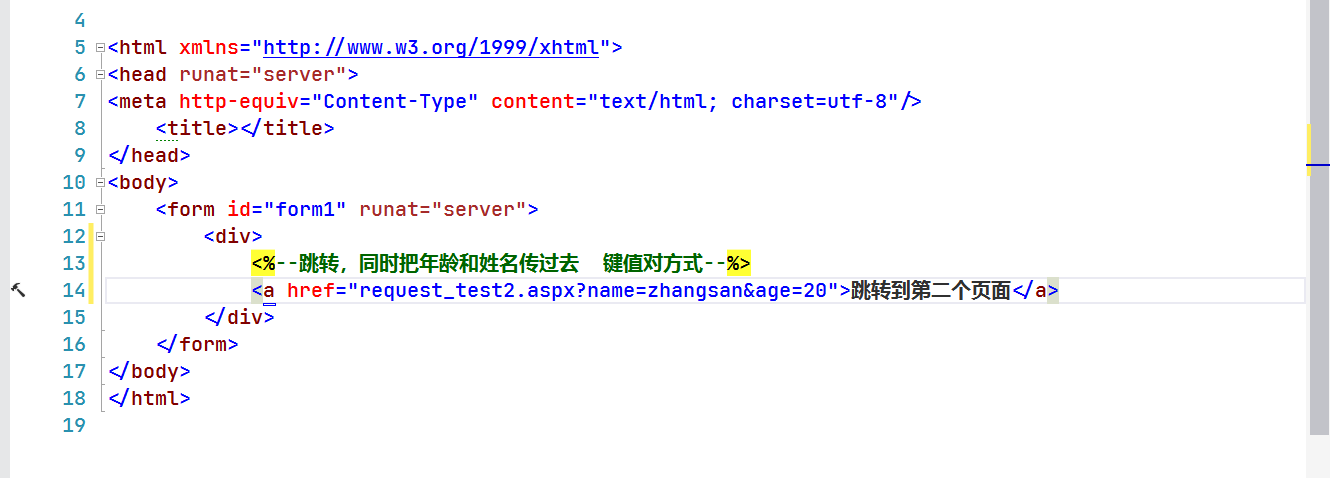 4
5 <html xmlns="http://www.w3.org/1999/xhtml">
6 <head runat="server">
7 <meta http-equiv="Content-Type" content="text/html; charset=utf-8"/>
8     <title></title>
9 </head>
10 <body>
11     <form id="form1" runat="server">
12         <div>
13             <%--跳转，同时把年龄和姓名传过去  键值对方式--%>
14             <a href="request_test2.aspx?name=zhangsan&age=20">跳转到第二个页面</a>
15         </div>
16     </form>
17 </body>
18 </html>
19